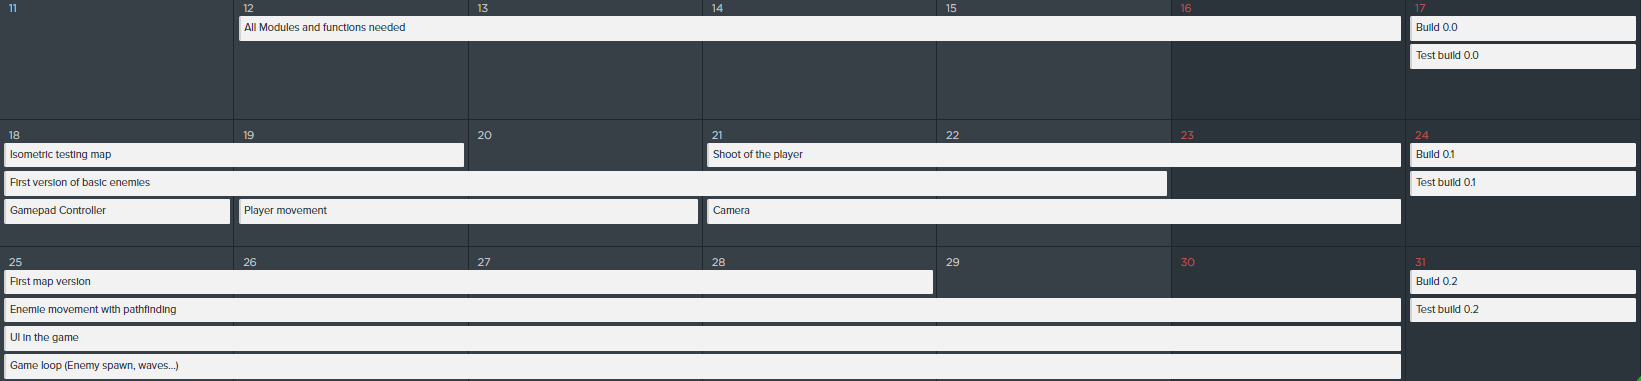 11 12 13 14 15 16 17
All Modules and functions needed
Build 0.0
Test build 0.0
18 19 20 21 22 23 24
Isometric testing map
Shoot of the player
Build 0.1
First version of basic enemies
Test build 0.1
Gamepad Controller
Player movement
Camera
25 26 27 28 29 30 31
First map version
Build 0.2
Enemie movement with pathfinding
Test build 0.2
UI in the game
Game loop (Enemy spawn, waves...)